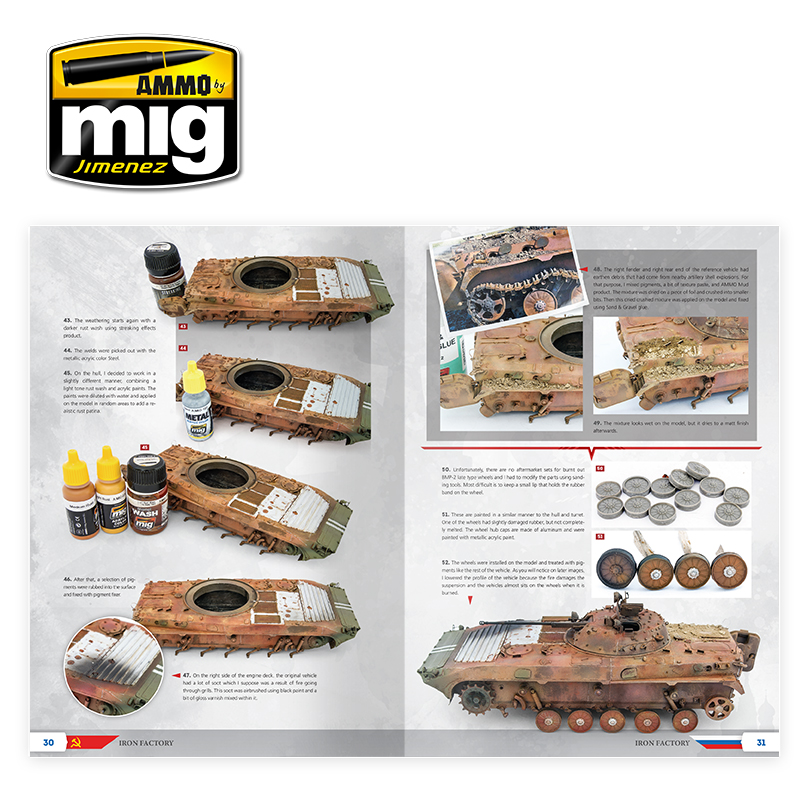 AMMO by
mig
Jimenez
43. The weathering starts again with a
darker rust wash using streaking effects
product.
44. The welds were picked out with the
metallic acrylic color Steel.
45. On the hull, I decided to work in a
slightly different manner, combining a
light tone rust wash and acrylic paints. The
paints were diluted with water and applied
on the model in random areas to add a re-
alistic rust patina.
43
44
METAL
mig
45
WASH
mig
46. After that, a selection of pig-
ments were rubbed into the surface
and fixed with pigment fixer.
47. On the right side of the engine deck, the original vehicle
had a lot of soot which I suppose was a result of fire going
through grills. This soot was airbrushed using black paint and a
bit of gloss varnish mixed within it.
30
IRON FACTORY
48. The right fender and right rear end of the reference vehicle had
earthen debris that had come from nearby artillery shell explosions. For
that purpose, I mixed pigments, a lot of texture paste, and AMMO Mud
product. The mixture was dried on a piece of foil and crushed into smaller
bits. Then this dried crushed mixture was applied on the model and fixed
using Sand & Gravel glue.
GLUE
49. The mixture looks wet on the model, but it dries to a matt finish
afterwards.
50. Unfortunately, there are no aftermarket sets for burnt out
BMP-2 late type wheels and I had to modify the parts using sand-
ing tools. Most difficult is to keep a small lip that holds the rubber
band on the wheel.
50
51. These are painted in a similar manner to the hull and turret.
One of the wheels had slightly damaged rubber, but not complete-
ly melted. The wheel hub caps are made of aluminum and were
painted with metallic acrylic paint.
51
52. The wheels were installed on the model and treated with pig-
ments like the rest of the vehicle. As you will notice on later images,
I lowered the profile of the vehicle because the fire damages the
suspension and the vehicles almost sits on the wheels when it is
burned.
IRON FACTORY
31